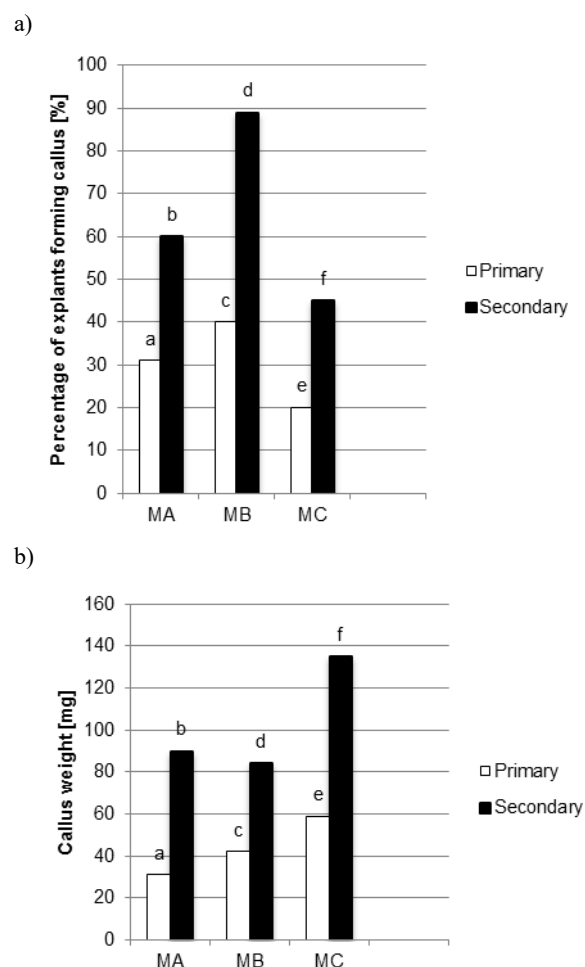 a)
Percentage of explants forming callus [%]
100
90
80
70
60
50
40
30
20
10
0
a
b
c
d
e
f
MA MB MC
Primary
Secondary
b)
Callus weight [mg]
160
140
120
100
80
60
40
20
0
a
b
c
d
e
f
MA MB MC
Primary
Secondary